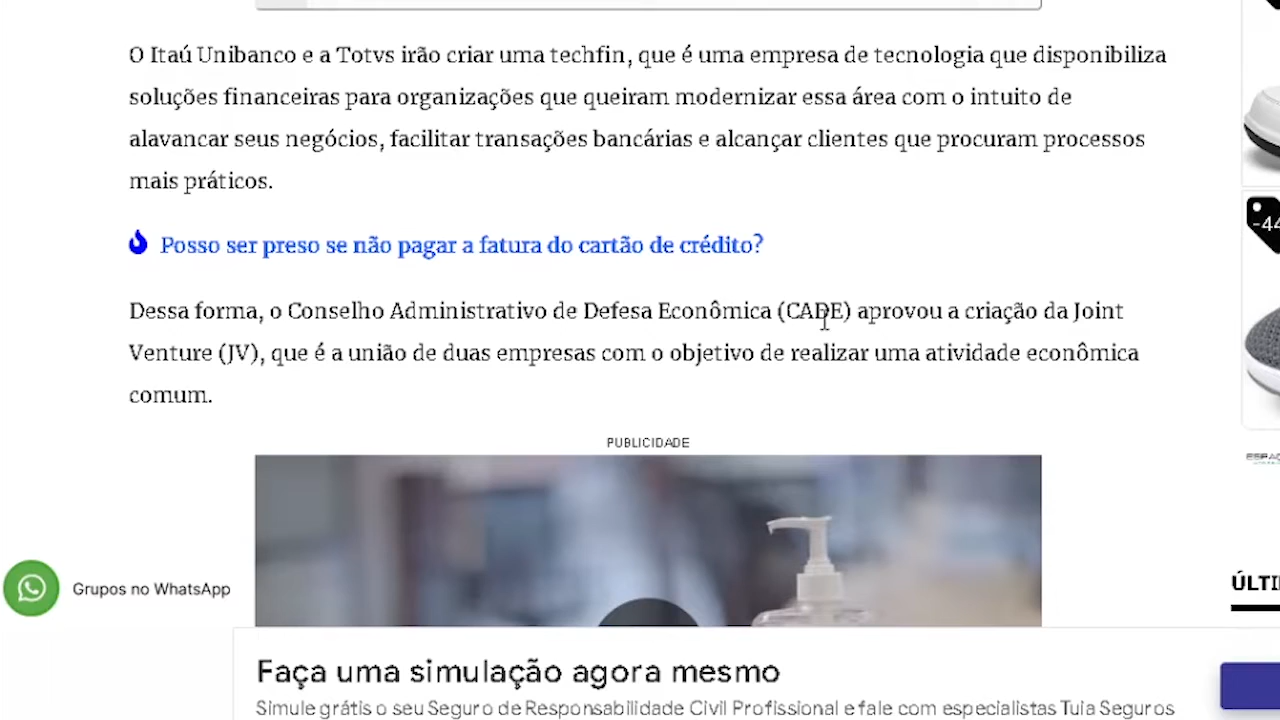 O Itaú Unibanco e a Totvs irão criar uma techfin, que é uma empresa de tecnologia que disponibiliza
soluções financeiras para organizações que queiram modernizar essa área com o intuito de
alavancar seus negócios, facilitar transações bancárias e alcançar clientes que procuram processos
mais práticos.
Posso ser preso se não pagar a fatura do cartão de crédito?
Dessa forma, o Conselho Administrativo de Defesa Econômica (CADE) aprovou a criação da Joint
Venture (JV), que é a união de duas empresas com o objetivo de realizar uma atividade econômica
comum.
PUBLICIDADE
-44
Grupos no WhatsApp
Faça uma simulação agora mesmo
Simule grátis o seu Seguro de Responsabilidade Civil Profissional e fale com especialistas Tuia Seguros